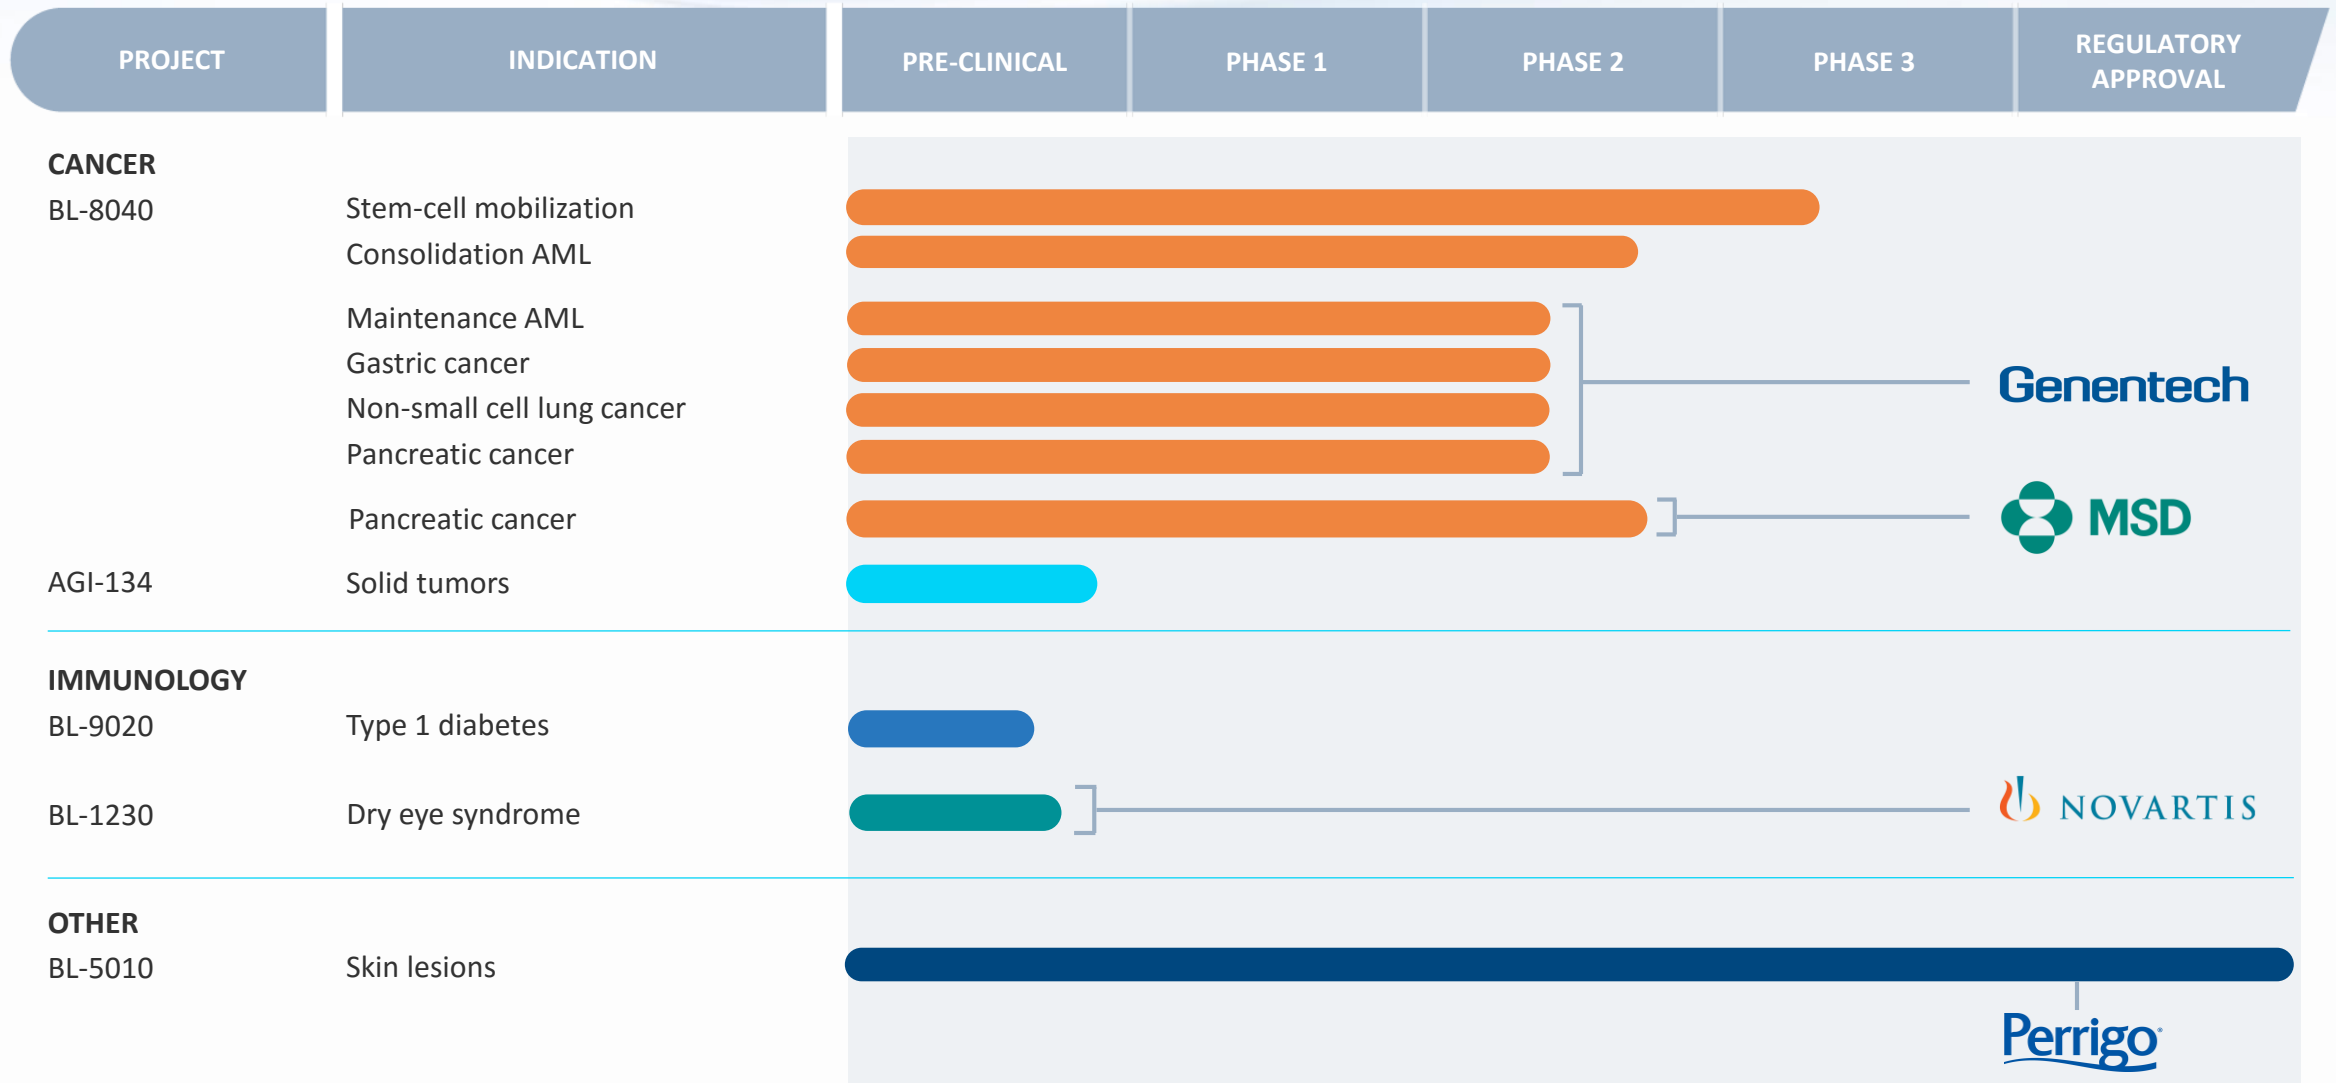 PROJECT
INDICATION
PRE-CLINICAL
PHASE 1
PHASE 2
PHASE 3
REGULATORY
APPROVAL
CANCER
BL-8040
Stem-cell mobilization
Consolidation AML
Maintenance AML
Gastric cancer
Non-small cell lung cancer
Pancreatic cancer
Genentech
Pancreatic cancer
MSD
AGI-134
Solid tumors
IMMUNOLOGY
BL-9020
Type 1 diabetes
BL-1230
Dry eye syndrome
NOVARTIS
OTHER
BL-5010
Skin lesions
Perrigo